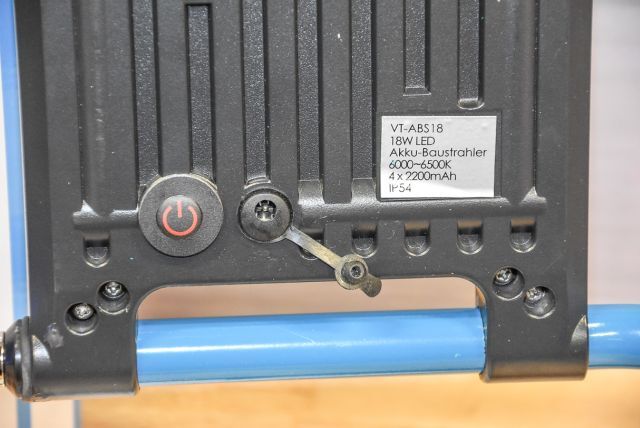 VT-ABS18
18W LED
Akku-Baustrahler
6000~6500K
4 x 2200mAh
IP54